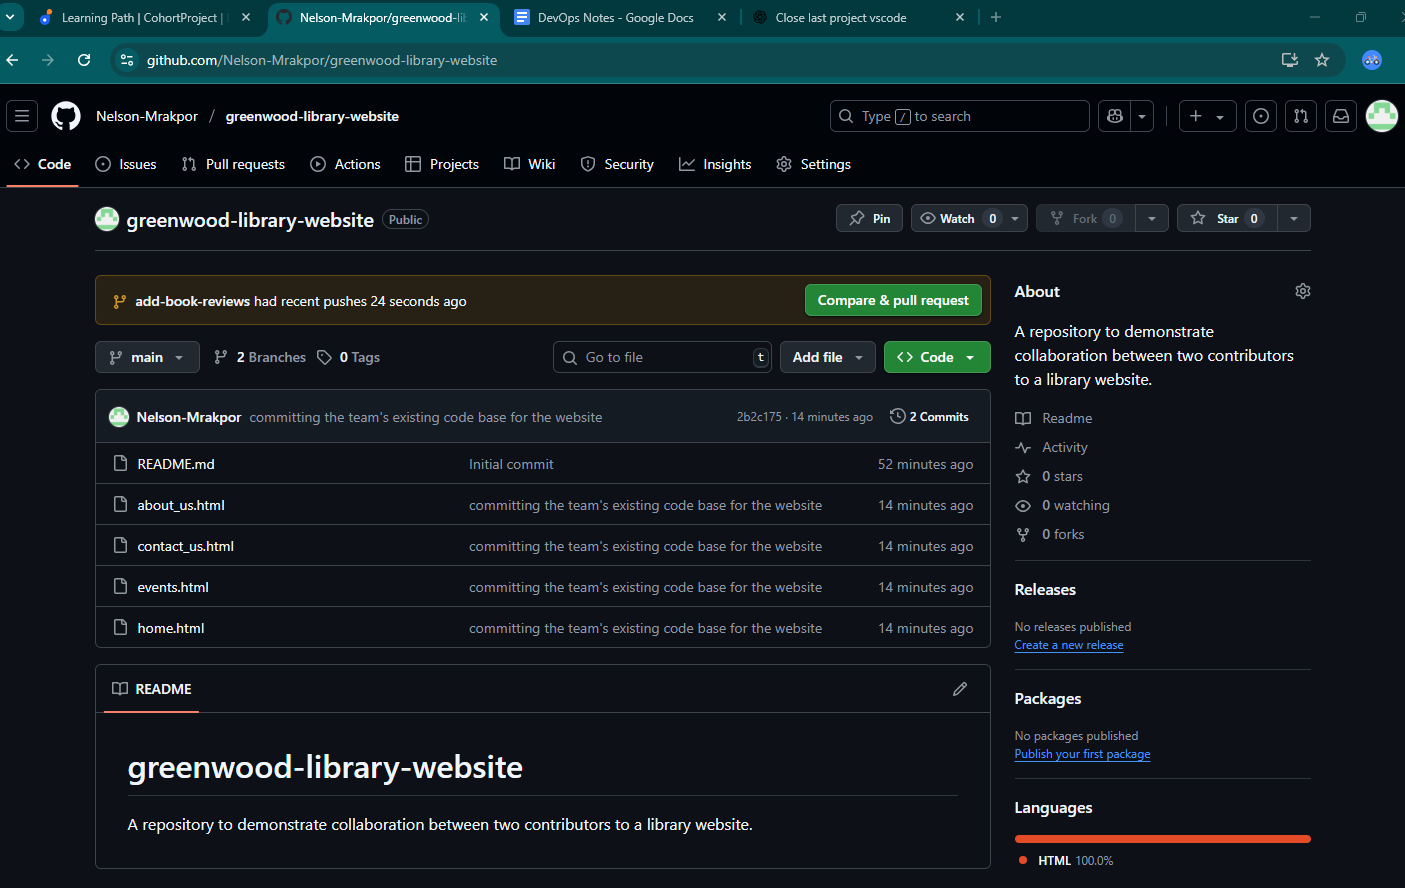 Learning Path | CohortProject |
Nelson-Mrakpor/greenwood-lib
DevOps Notes - Google Docs
Close last project vscode
github.com/Nelson-Mrakpor/greenwood-library-website
Nelson-Mrakpor / greenwood-library-website
Type / to search
Code
Issues
Pull requests
Actions
Projects
Wiki
Security
Insights
Settings
greenwood-library-website Public
Pin
Watch 0
Fork 0
Star 0
add-book-reviews had recent pushes 24 seconds ago
Compare & pull request
main
2 Branches
0 Tags
Go to file t
Add file
Code
Nelson-Mrakpor committing the team's existing code base for the website 2b2c175 · 14 minutes ago 2 Commits
README.md Initial commit 52 minutes ago
about_us.html committing the team's existing code base for the website 14 minutes ago
contact_us.html committing the team's existing code base for the website 14 minutes ago
events.html committing the team's existing code base for the website 14 minutes ago
home.html committing the team's existing code base for the website 14 minutes ago
README
greenwood-library-website
A repository to demonstrate collaboration between two contributors to a library website.
About
A repository to demonstrate
collaboration between two contributors
to a library website.
Readme
Activity
0 stars
0 watching
0 forks
Releases
No releases published
Create a new release
Packages
No packages published
Publish your first package
Languages
HTML 100.0%